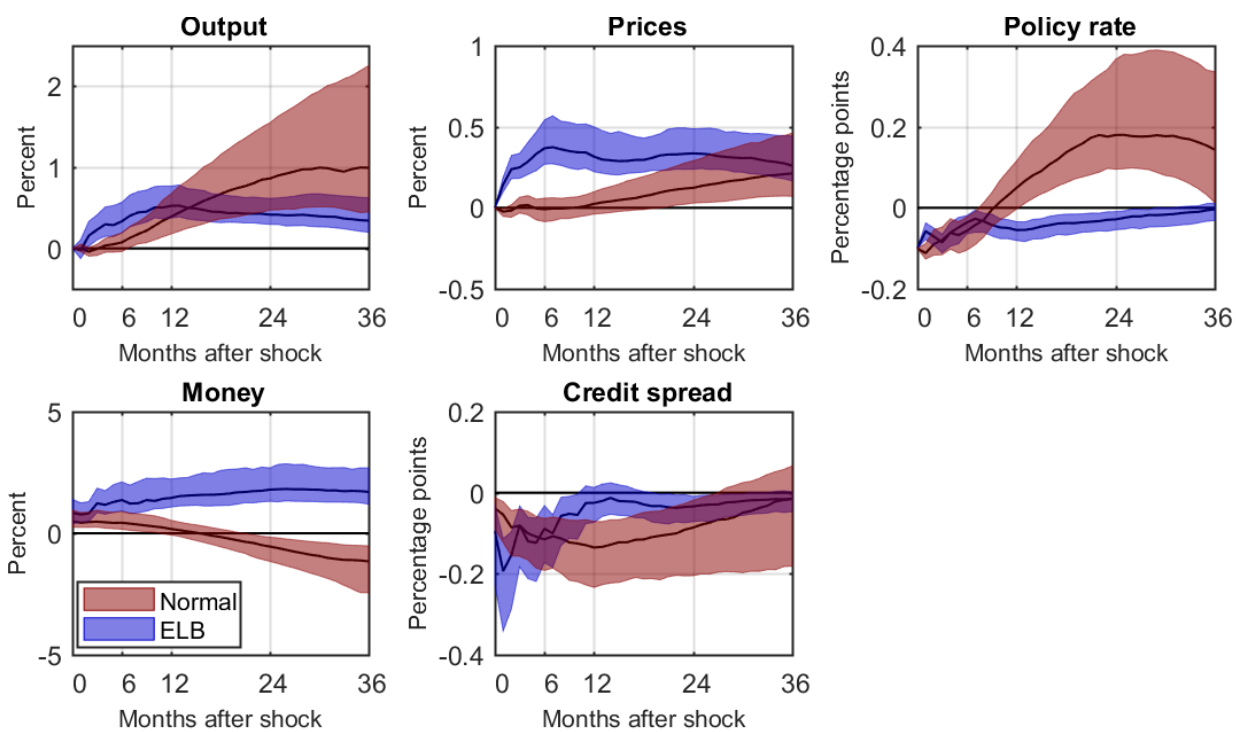 Output
Percent
2
1
0
0 6 12 24 36
Months after shock
Prices
Percent
1
0.5
0
-0.5
0 6 12 24 36
Months after shock
Policy rate
Percentage points
0.4
0.2
0
-0.2
0 6 12 24 36
Months after shock
Money
Percent
5
0
-5
Normal
ELB
0 6 12 24 36
Months after shock
Credit spread
Percentage points
0.2
0
-0.2
-0.4
0 6 12 24 36
Months after shock